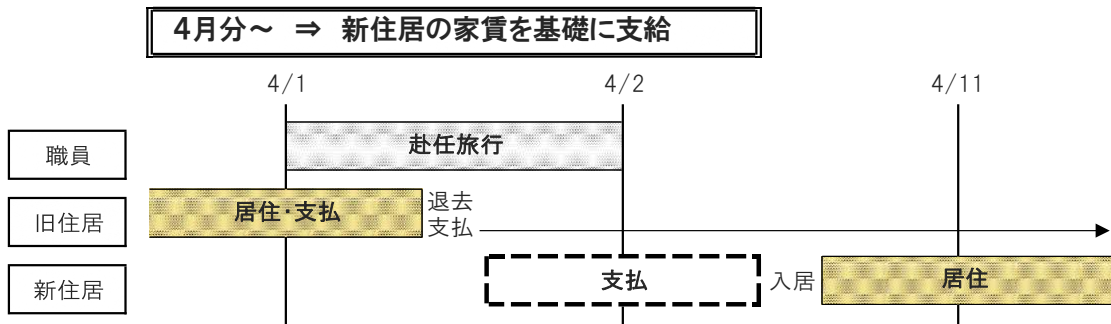 4月分～ ⇒ 新住居の家賃を基礎に支給
4/1
4/2
4/11
職員
赴任旅行
旧住居
居住・支払
退去
支払
新住居
支払
入居
居住